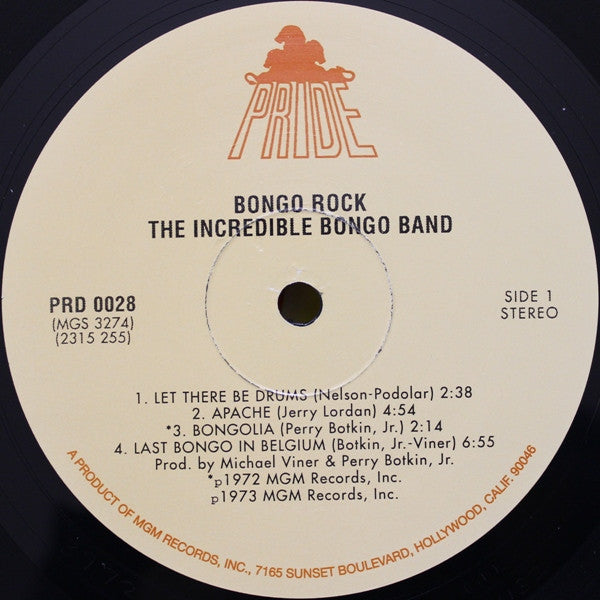 PRIDE
BONGO ROCK
THE INCREDIBLE BONGO BAND
PRD 0028
(MGS 3274)
(2315 255)
SIDE 1
STEREO
1. LET THERE BE DRUMS (Nelson-Podolar) 2:38
2. APACHE (Jerry Lordan) 4:54
*3. BONGOLIA (Perry Botkin, Jr.) 2:14
4. LAST BONGO IN BELGIUM (Botkin, Jr.-Viner) 6:55
Prod. by Michael Viner & Perry Botkin, Jr.
*p1972 MGM Records, Inc.
p1973 MGM Records, Inc.
A PRODUCT OF MGM RECORDS, INC., 7165 SUNSET BOULEVARD, HOLLYWOOD, CALIF. 90046